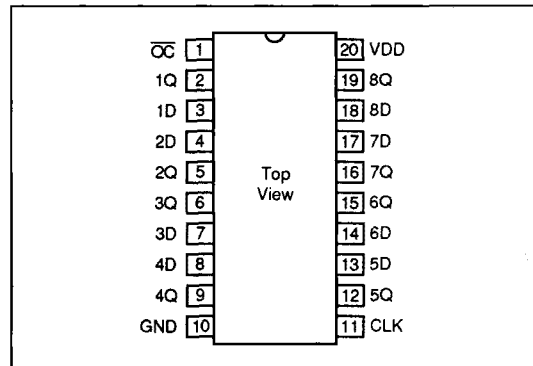 O̅C̅ 1 20 VDD
1Q 2 19 8Q
1D 3 18 8D
2D 4 17 7D
2Q 5 16 7Q
3Q 6 15 6Q
3D 7 14 6D
4D 8 13 5D
4Q 9 12 5Q
GND 10 11 CLK
Top
View